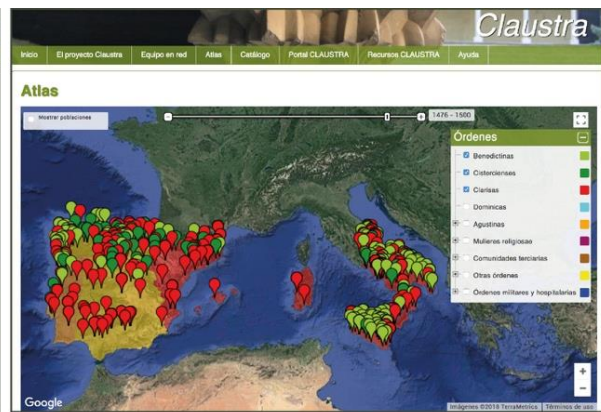 Claustra
Inicio El proyecto Claustra Equipo en red Atlas Catálogo Portal CLAUSTRA Recursos CLAUSTRA Ayuda
Atlas
Mostrar poblaciones
1476 - 1500
Órdenes
Benedictinas
Cistercienses
Clarisas
Dominicas
Agustinas
Mulieres religiosae
Comunidades terciarias
Otras órdenes
Órdenes militares y hospitalarias
Google
Imágenes ©2018 TerraMetrics Términos de uso